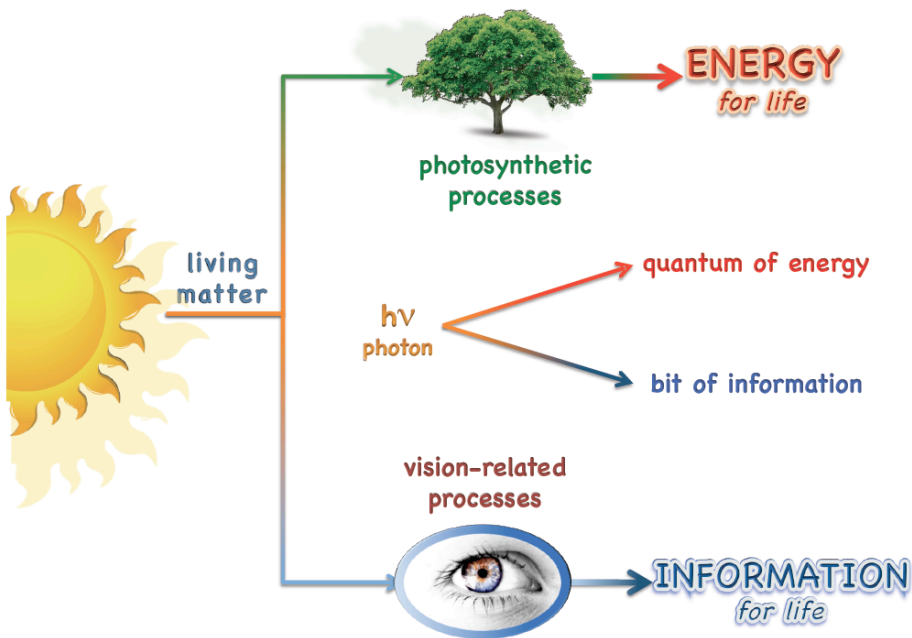 ENERGY
for life
photosynthetic
processes
living
matter
quantum of energy
hν
photon
bit of information
vision-related
processes
INFORMATION
for life